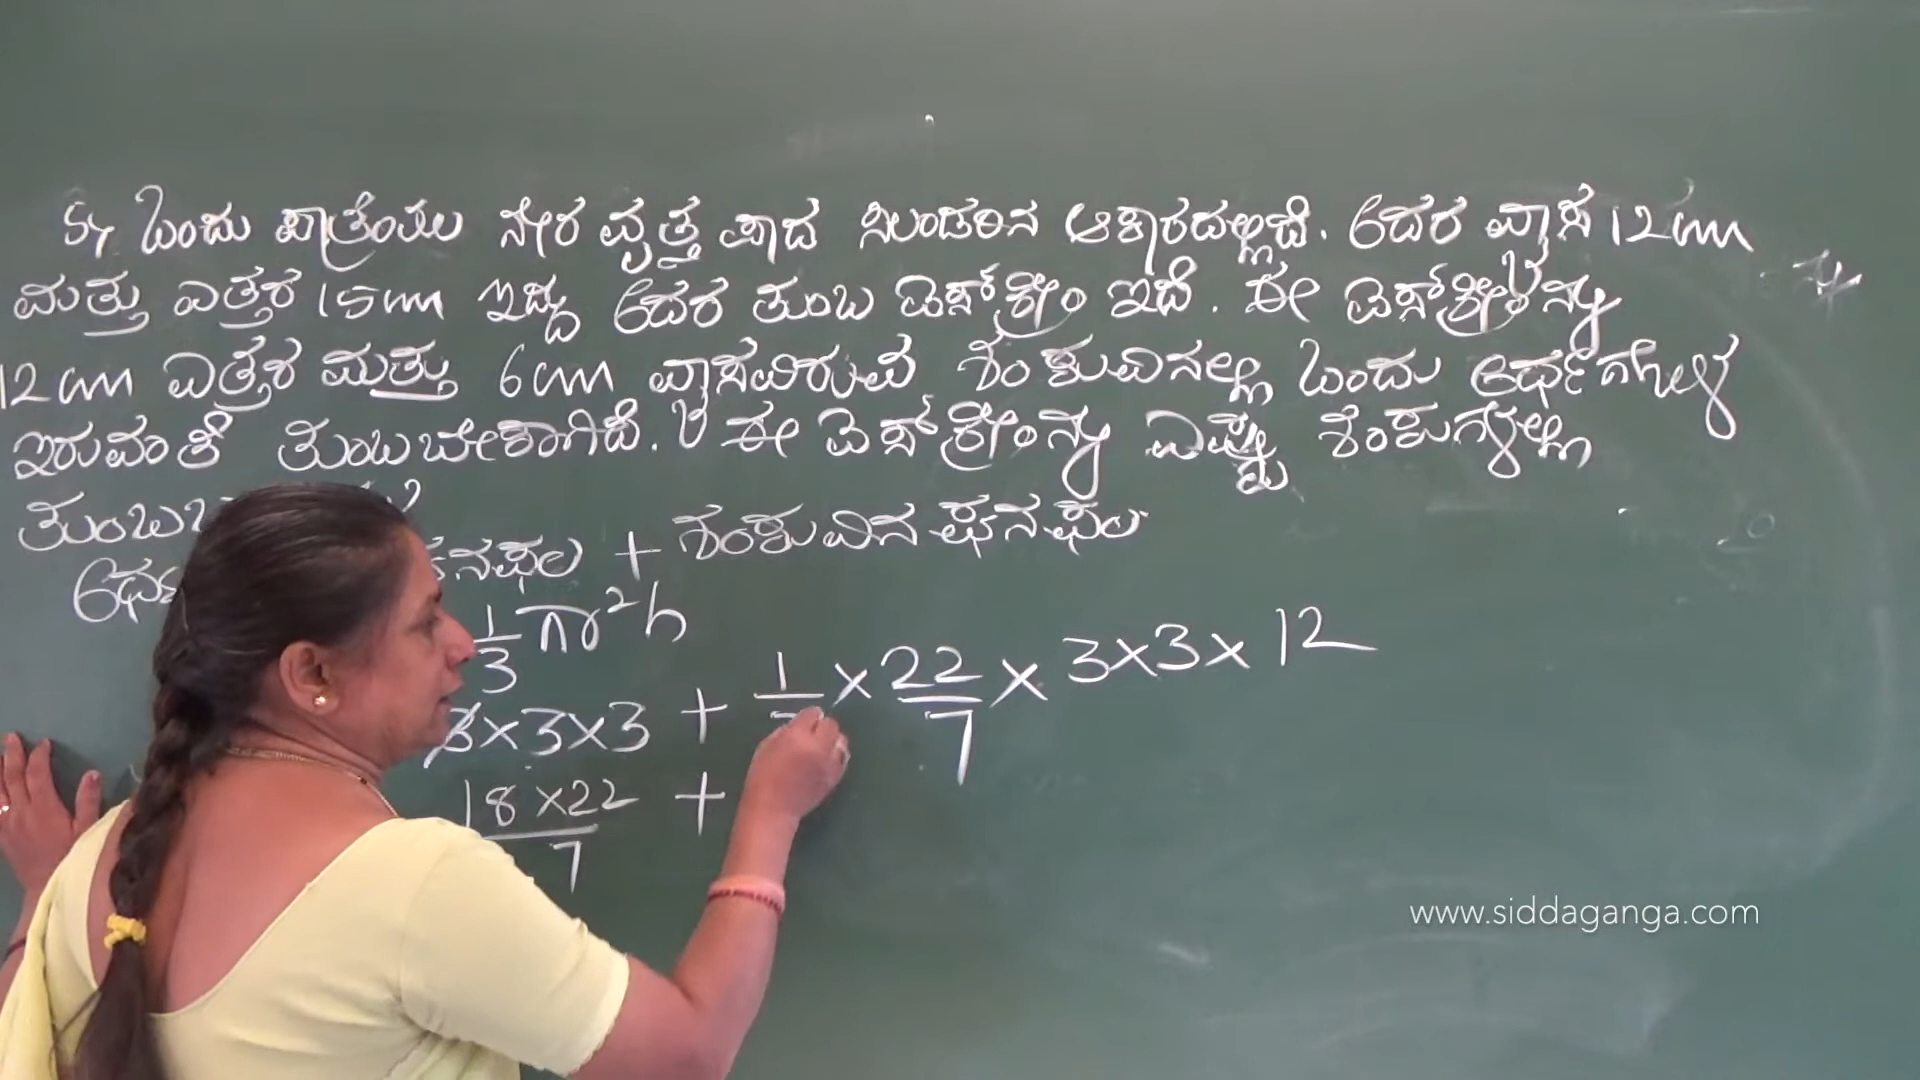 5, ಒಂದು ಪಾತ್ರೆಯು ನೇರ ವೃತ್ತ ಪಾದ ಸಿಲಿಂಡರಿನ ಆಕಾರದಲ್ಲಿದೆ. ಅದರ ವ್ಯಾಸ 12cm
ಮತ್ತು ಎತ್ತರ 15cm ಇದ್ದು ಅದರ ತುಂಬ ಐಸ್‌ಕ್ರೀಂ ಇದೆ. ಈ ಐಸ್‌ಕ್ರೀಂನ್ನು
12cm ಎತ್ತರ ಮತ್ತು 6cm ವ್ಯಾಸವಿರುವ ಶಂಕುವಿನಲ್ಲಿ ಒಂದು ಅರ್ಧಗೋಳ
ಇರುವಂತೆ ತುಂಬಬೇಕಾಗಿದೆ. ಈ ಐಸ್‌ಕ್ರೀಂನ್ನು ಎಷ್ಟು ಶಂಕುಗಳಲ್ಲಿ
ಘನಫಲ + ಶಂಕುವಿನ ಘನಫಲ
1/3 πr²h
3×3×3 + 1/ × 22/7 × 3×3×12
18×22/7 +
www.siddaganga.com